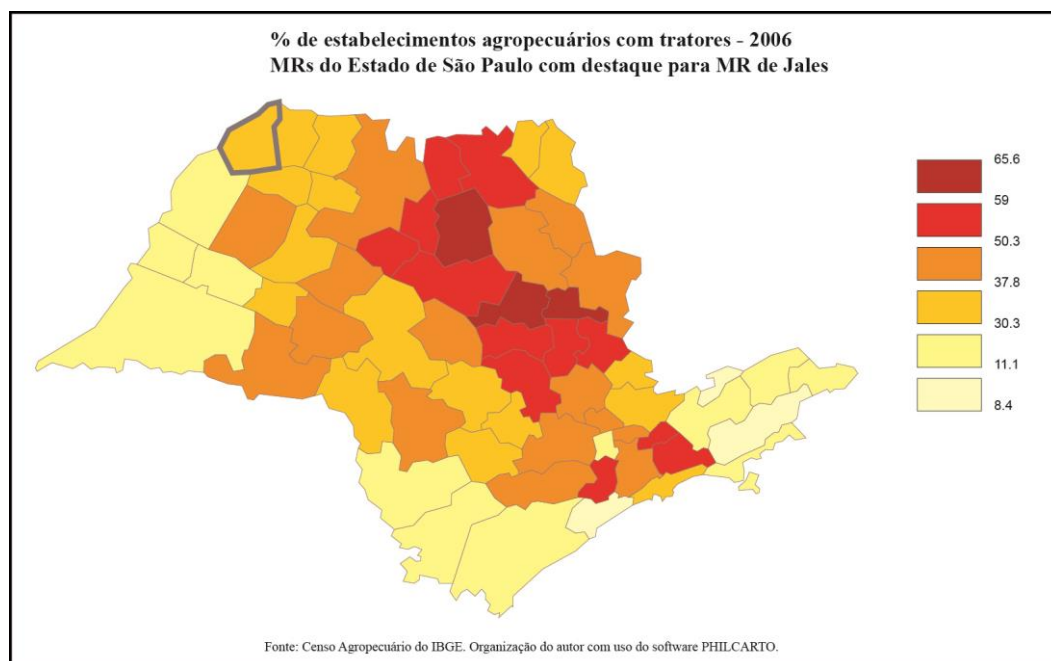 % de estabelecimentos agropecuários com tratores - 2006
MRs do Estado de São Paulo com destaque para MR de Jales
65.6
59
50.3
37.8
30.3
11.1
8.4
Fonte: Censo Agropecuário do IBGE. Organização do autor com uso do software PHILCARTO.